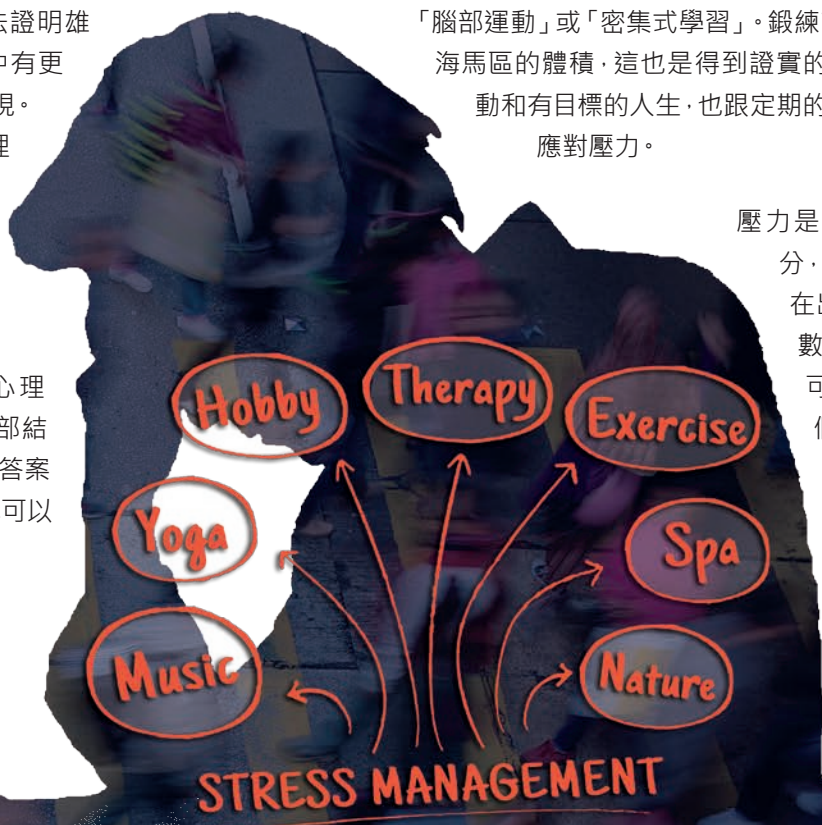 法證明雄
中有更
現。
理
心理
部結
答案
可以
「腦部運動」或「密集式學習」。鍛練
海馬區的體積,這也是得到證實的
動和有目標的人生,也跟定期的
應對壓力。
壓力是
分,
在
數
可
Hobby
Therapy
Exercise
Yoga
Spa
Music
Nature
STRESS MANAGEMENT